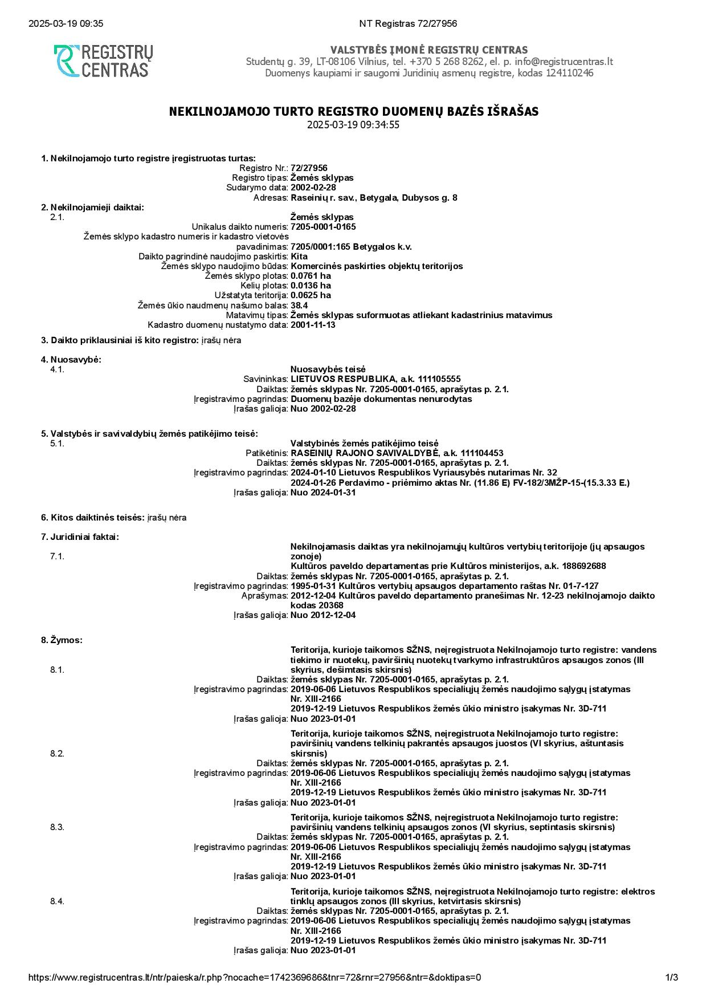 2025-03-19 09:35 NT Registras 72/27956
REGISTRŲ
CENTRAS
VALSTYBĖS ĮMONĖ REGISTRŲ CENTRAS
Studentų g. 39, LT-08106 Vilnius, tel. +370 5 268 8262, el. p. info@registrucentras.lt
Duomenys kaupiami ir saugomi Juridinių asmenų registre, kodas 124110246
NEKILNOJAMOJO TURTO REGISTRO DUOMENŲ BAZĖS IŠRAŠAS
2025-03-19 09:34:55
1. Nekilnojamojo turto registre įregistruotas turtas:
Registro Nr.: 72/27956
Registro tipas: Žemės sklypas
Sudarymo data: 2002-02-28
Adresas: Raseinių r. sav., Betygala, Dubysos g. 8
2. Nekilnojamieji daiktai:
2.1. Žemės sklypas
Unikalus daikto numeris: 7205-0001-0165
Žemės sklypo kadastro numeris ir kadastro vietovės
pavadinimas: 7205/0001:165 Betygalos k.v.
Daikto pagrindinė naudojimo paskirtis: Kita
Žemės sklypo naudojimo būdas: Komercinės paskirties objektų teritorijos
Žemės sklypo plotas: 0.0761 ha
Kelių plotas: 0.0136 ha
Užstatyta teritorija: 0.0625 ha
Žemės ūkio naudmenų našumo balas: 38.4
Matavimų tipas: Žemės sklypas suformuotas atliekant kadastrinius matavimus
Kadastro duomenų nustatymo data: 2001-11-13
3. Daikto priklausiniai iš kito registro: įrašų nėra
4. Nuosavybė:
4.1. Nuosavybės teisė
Savininkas: LIETUVOS RESPUBLIKA, a.k. 111105555
Daiktas: žemės sklypas Nr. 7205-0001-0165, aprašytas p. 2.1.
Įregistravimo pagrindas: Duomenų bazėje dokumentas nenurodytas
Įrašas galioja: Nuo 2002-02-28
5. Valstybės ir savivaldybių žemės patikėjimo teisė:
5.1. Valstybinės žemės patikėjimo teisė
Patikėtinis: RASEINIŲ RAJONO SAVIVALDYBĖ, a.k. 111104453
Daiktas: žemės sklypas Nr. 7205-0001-0165, aprašytas p. 2.1.
Įregistravimo pagrindas: 2024-01-10 Lietuvos Respublikos Vyriausybės nutarimas Nr. 32
2024-01-26 Perdavimo - priėmimo aktas Nr. (11.86 E) FV-182/3MŽP-15-(15.3.33 E.)
Įrašas galioja: Nuo 2024-01-31
6. Kitos daiktinės teisės: įrašų nėra
7. Juridiniai faktai:
Nekilnojamasis daiktas yra nekilnojamųjų kultūros vertybių teritorijoje (jų apsaugos
7.1. zonoje)
Kultūros paveldo departamentas prie Kultūros ministerijos, a.k. 188692688
Daiktas: žemės sklypas Nr. 7205-0001-0165, aprašytas p. 2.1.
Įregistravimo pagrindas: 1995-01-31 Kultūros vertybių apsaugos departamento raštas Nr. 01-7-127
Aprašymas: 2012-12-04 Kultūros paveldo departamento pranešimas Nr. 12-23 nekilnojamojo daikto
kodas 20368
Įrašas galioja: Nuo 2012-12-04
8. Žymos:
Teritorija, kurioje taikomos SŽNS, neįregistruota Nekilnojamojo turto registre: vandens
tiekimo ir nuotekų, paviršinių nuotekų tvarkymo infrastruktūros apsaugos zonos (III
8.1. skyrius, dešimtasis skirsnis)
Daiktas: žemės sklypas Nr. 7205-0001-0165, aprašytas p. 2.1.
Įregistravimo pagrindas: 2019-06-06 Lietuvos Respublikos specialiųjų žemės naudojimo sąlygų įstatymas
Nr. XIII-2166
2019-12-19 Lietuvos Respublikos žemės ūkio ministro įsakymas Nr. 3D-711
Įrašas galioja: Nuo 2023-01-01
Teritorija, kurioje taikomos SŽNS, neįregistruota Nekilnojamojo turto registre:
paviršinių vandens telkinių pakrantės apsaugos juostos (VI skyrius, aštuntasis
8.2. skirsnis)
Daiktas: žemės sklypas Nr. 7205-0001-0165, aprašytas p. 2.1.
Įregistravimo pagrindas: 2019-06-06 Lietuvos Respublikos specialiųjų žemės naudojimo sąlygų įstatymas
Nr. XIII-2166
2019-12-19 Lietuvos Respublikos žemės ūkio ministro įsakymas Nr. 3D-711
Įrašas galioja: Nuo 2023-01-01
Teritorija, kurioje taikomos SŽNS, neįregistruota Nekilnojamojo turto registre:
8.3. paviršinių vandens telkinių apsaugos zonos (VI skyrius, septintasis skirsnis)
Daiktas: žemės sklypas Nr. 7205-0001-0165, aprašytas p. 2.1.
Įregistravimo pagrindas: 2019-06-06 Lietuvos Respublikos specialiųjų žemės naudojimo sąlygų įstatymas
Nr. XIII-2166
2019-12-19 Lietuvos Respublikos žemės ūkio ministro įsakymas Nr. 3D-711
Įrašas galioja: Nuo 2023-01-01
Teritorija, kurioje taikomos SŽNS, neįregistruota Nekilnojamojo turto registre: elektros
8.4. tinklų apsaugos zonos (III skyrius, ketvirtasis skirsnis)
Daiktas: žemės sklypas Nr. 7205-0001-0165, aprašytas p. 2.1.
Įregistravimo pagrindas: 2019-06-06 Lietuvos Respublikos specialiųjų žemės naudojimo sąlygų įstatymas
Nr. XIII-2166
2019-12-19 Lietuvos Respublikos žemės ūkio ministro įsakymas Nr. 3D-711
Įrašas galioja: Nuo 2023-01-01
https://www.registrucentras.lt/ntr/paieska/r.php?nocache=1742369686&tnr=72&rnr=27956&ntr=&doktipas=0 1/3